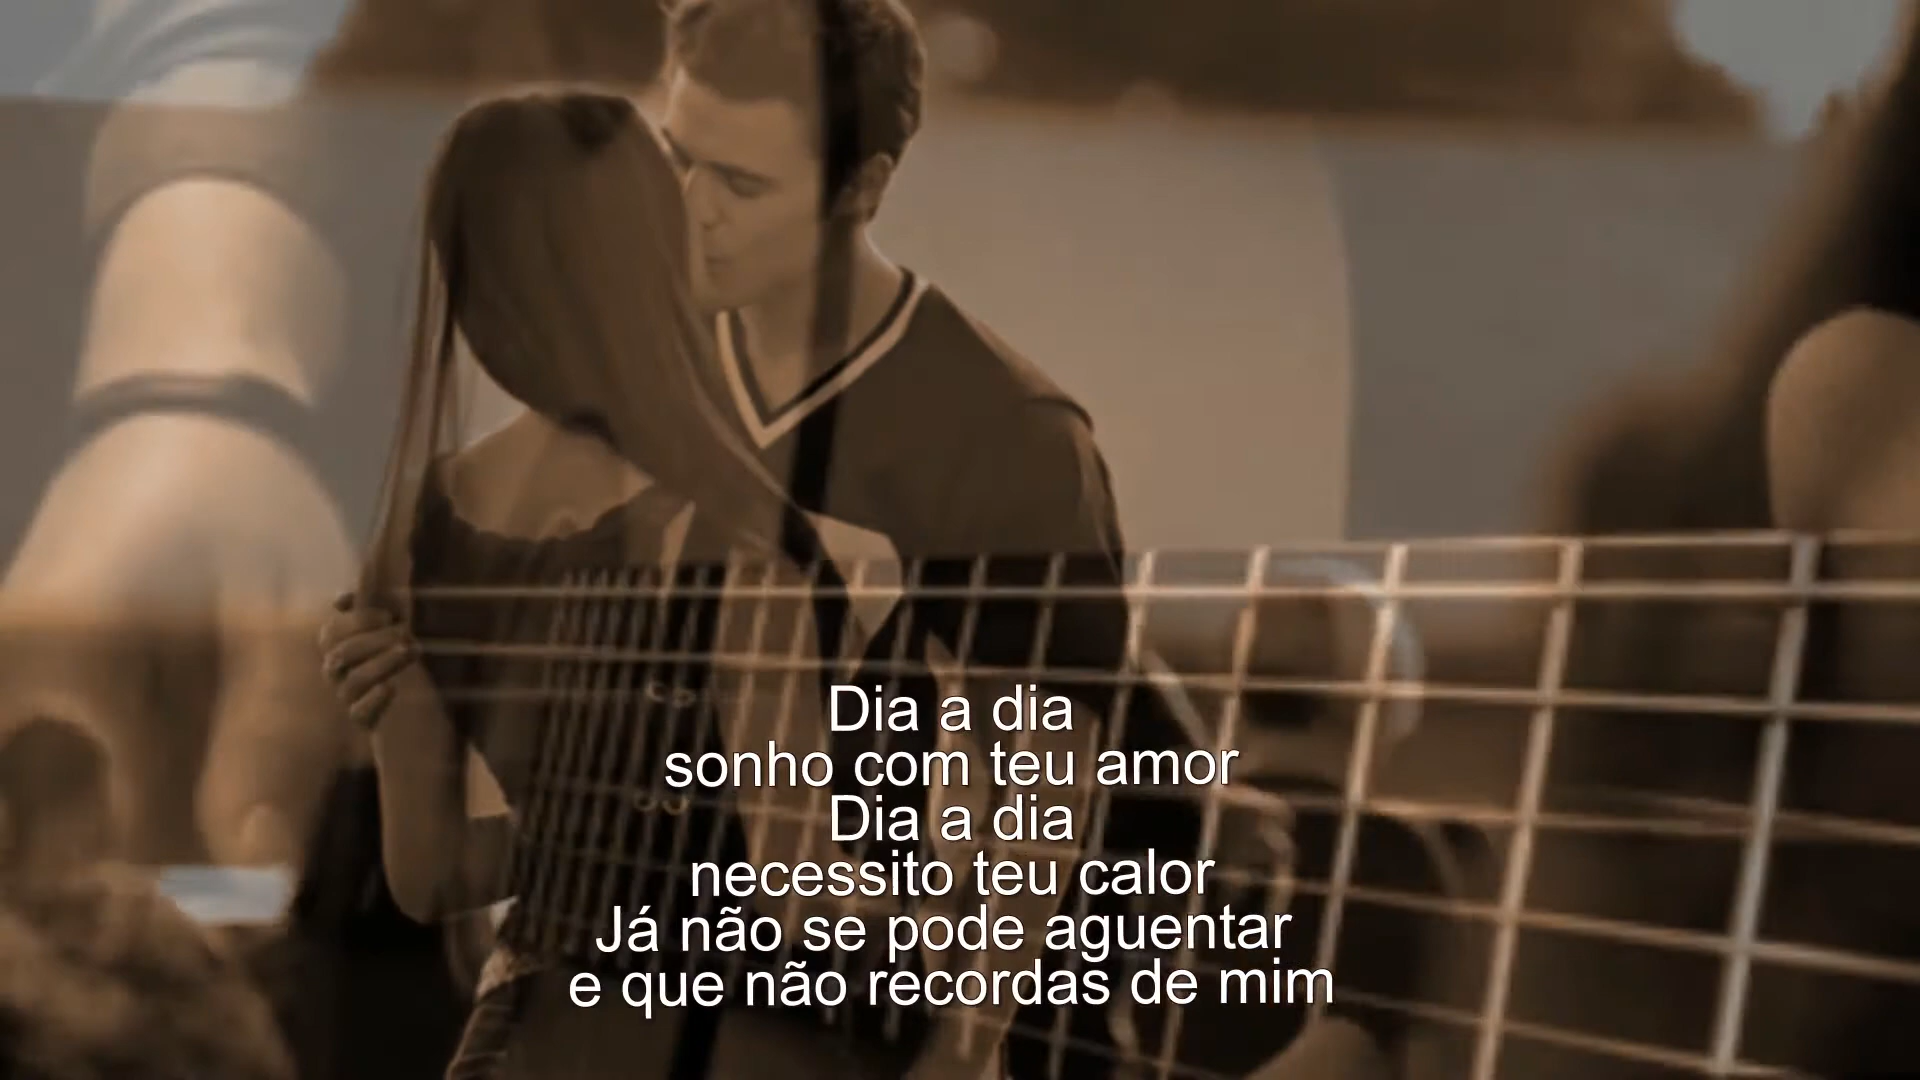 Dia a dia
sonho com teu amor
Dia a dia
necessito teu calor
Já não se pode aguentar
e que não recordas de mim